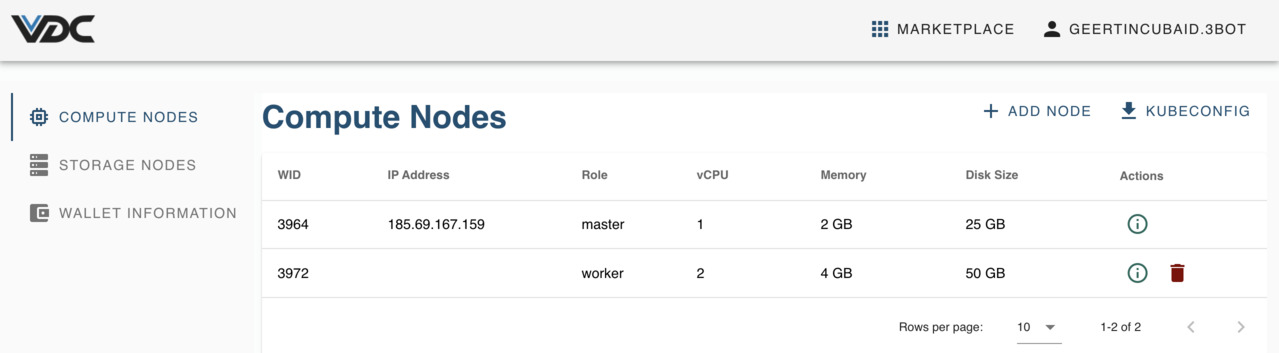 VDC
MARKETPLACE GEERTINCUBAID.3BOT
COMPUTE NODES
STORAGE NODES
WALLET INFORMATION
Compute Nodes
ADD NODE KUBECONFIG
WID IP Address Role vCPU Memory Disk Size Actions
3964 185.69.167.159 master 1 2 GB 25 GB
3972 worker 2 4 GB 50 GB
Rows per page: 10 1-2 of 2